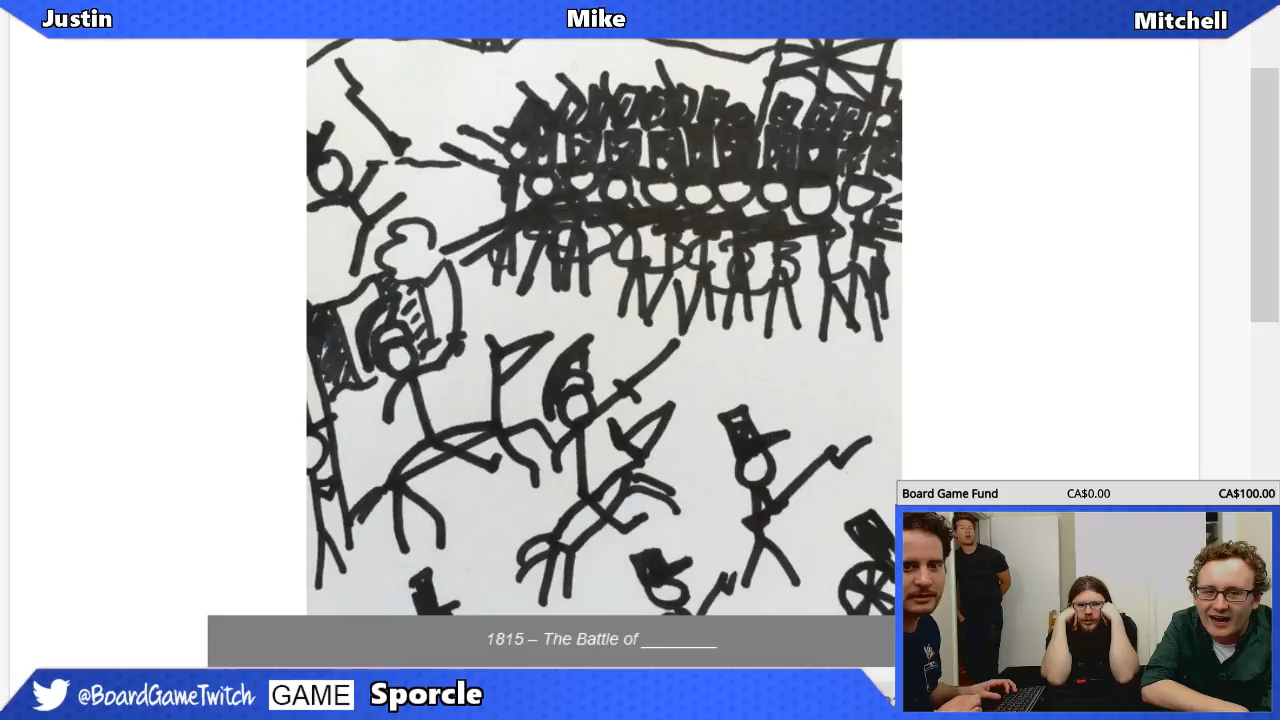 Justin
Mike
Mitchell
Board Game Fund CA$0.00 CA$100.00
1815 – The Battle of ________
@BoardGameTwitch GAME Sporcle